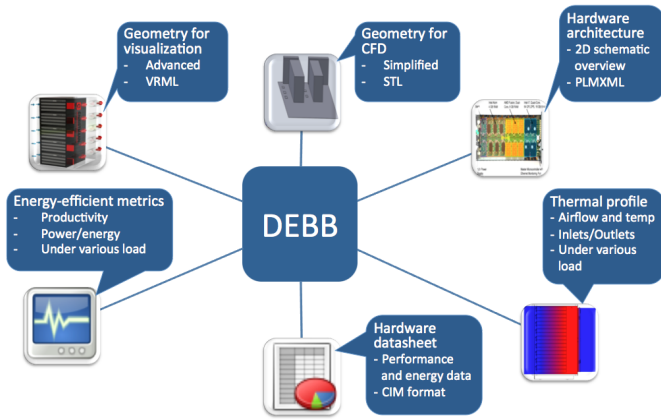 Geometry for
visualization
- Advanced
- VRML
Geometry for
CFD
- Simplified
- STL
Hardware
architecture
- 2D schematic
overview
- PLMXML
Energy-efficient metrics
- Productivity
- Power/energy
- Under various load
DEBB
Thermal profile
- Airflow and temp
- Inlets/Outlets
- Under various
load
Hardware
datasheet
- Performance
and energy data
- CIM format